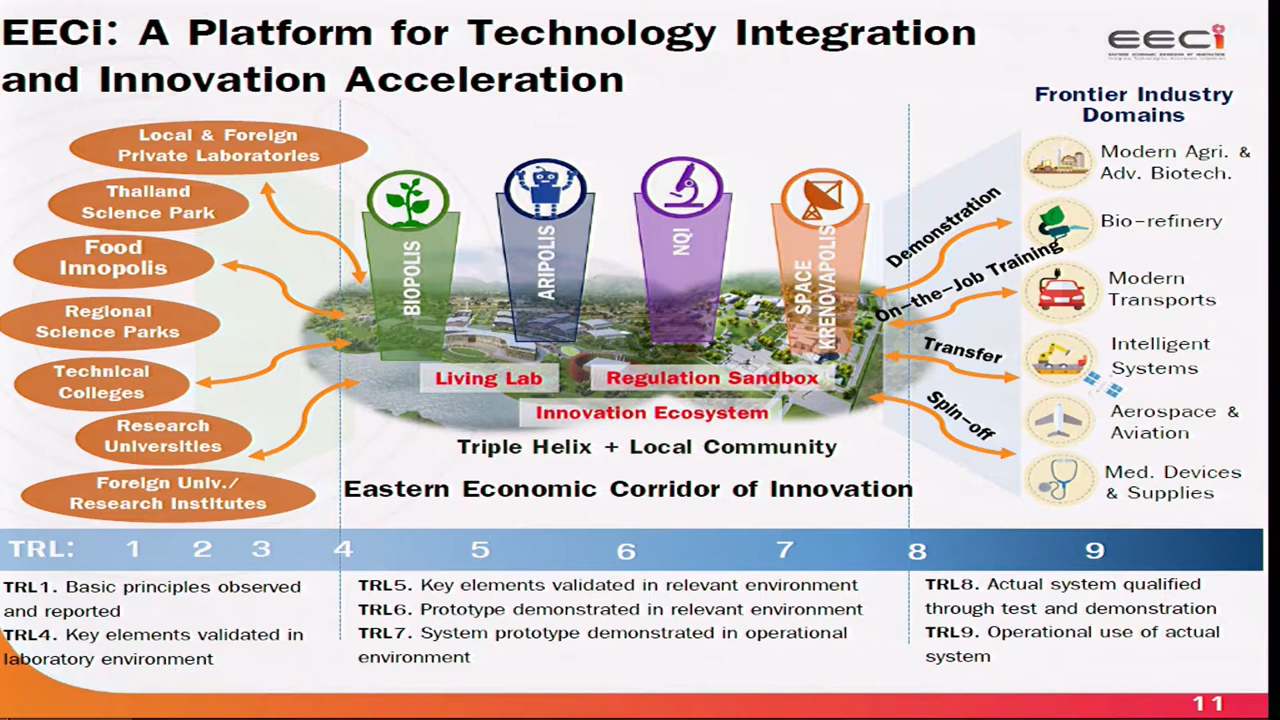 EECi: A Platform for Technology Integration
and Innovation Acceleration
eeci
Frontier Industry
Domains
Local & Foreign
Private Laboratories
Thailand
Science Park
Food
Innopolis
Regional
Science Parks
Technical
Colleges
Research
Universities
Foreign Univ./
Research Institutes
BIOPOLIS
ARIPOLIS
NQI
SPACE
KRENOVAPOLIS
Living Lab
Regulation Sandbox
Innovation Ecosystem
Triple Helix + Local Community
Eastern Economic Corridor of Innovation
Demonstration
On-the-Job Training
Transfer
Spin-off
Modern Agri. &
Adv. Biotech.
Bio-refinery
Modern
Transports
Intelligent
Systems
Aerospace &
Aviation
Med. Devices
& Supplies
TRL: 1 2 3 4 5 6 7 8 9
TRL1. Basic principles observed
and reported
TRL4. Key elements validated in
laboratory environment
TRL5. Key elements validated in relevant environment
TRL6. Prototype demonstrated in relevant environment
TRL7. System prototype demonstrated in operational
environment
TRL8. Actual system qualified
through test and demonstration
TRL9. Operational use of actual
system
11